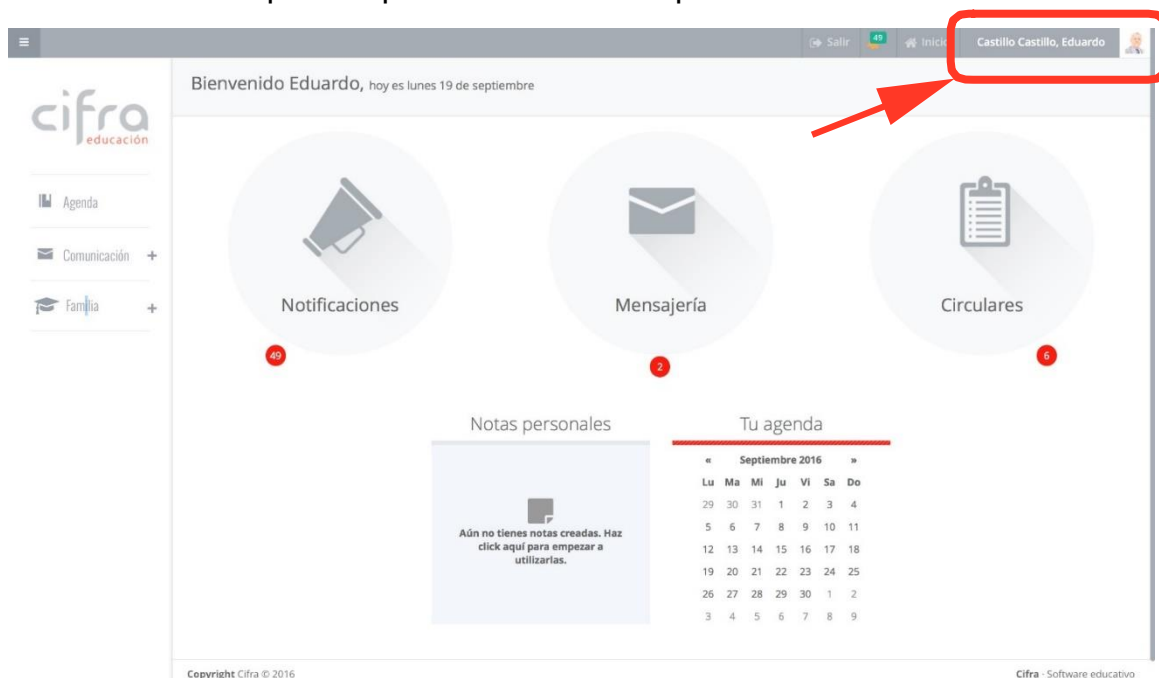 Salir 49 Inicio Castillo Castillo, Eduardo
cifra
educación
Bienvenido Eduardo, hoy es lunes 19 de septiembre
Agenda
Comunicación +
Familia +
Notificaciones
49
Mensajería
2
Circulares
6
Notas personales
Aún no tienes notas creadas. Haz
click aquí para empezar a
utilizarlas.
Tu agenda
« Septiembre 2016 »
Lu Ma Mi Ju Vi Sa Do
29 30 31 1 2 3 4
5 6 7 8 9 10 11
12 13 14 15 16 17 18
19 20 21 22 23 24 25
26 27 28 29 30 1 2
3 4 5 6 7 8 9
Copyright Cifra © 2016
Cifra - Software educativo